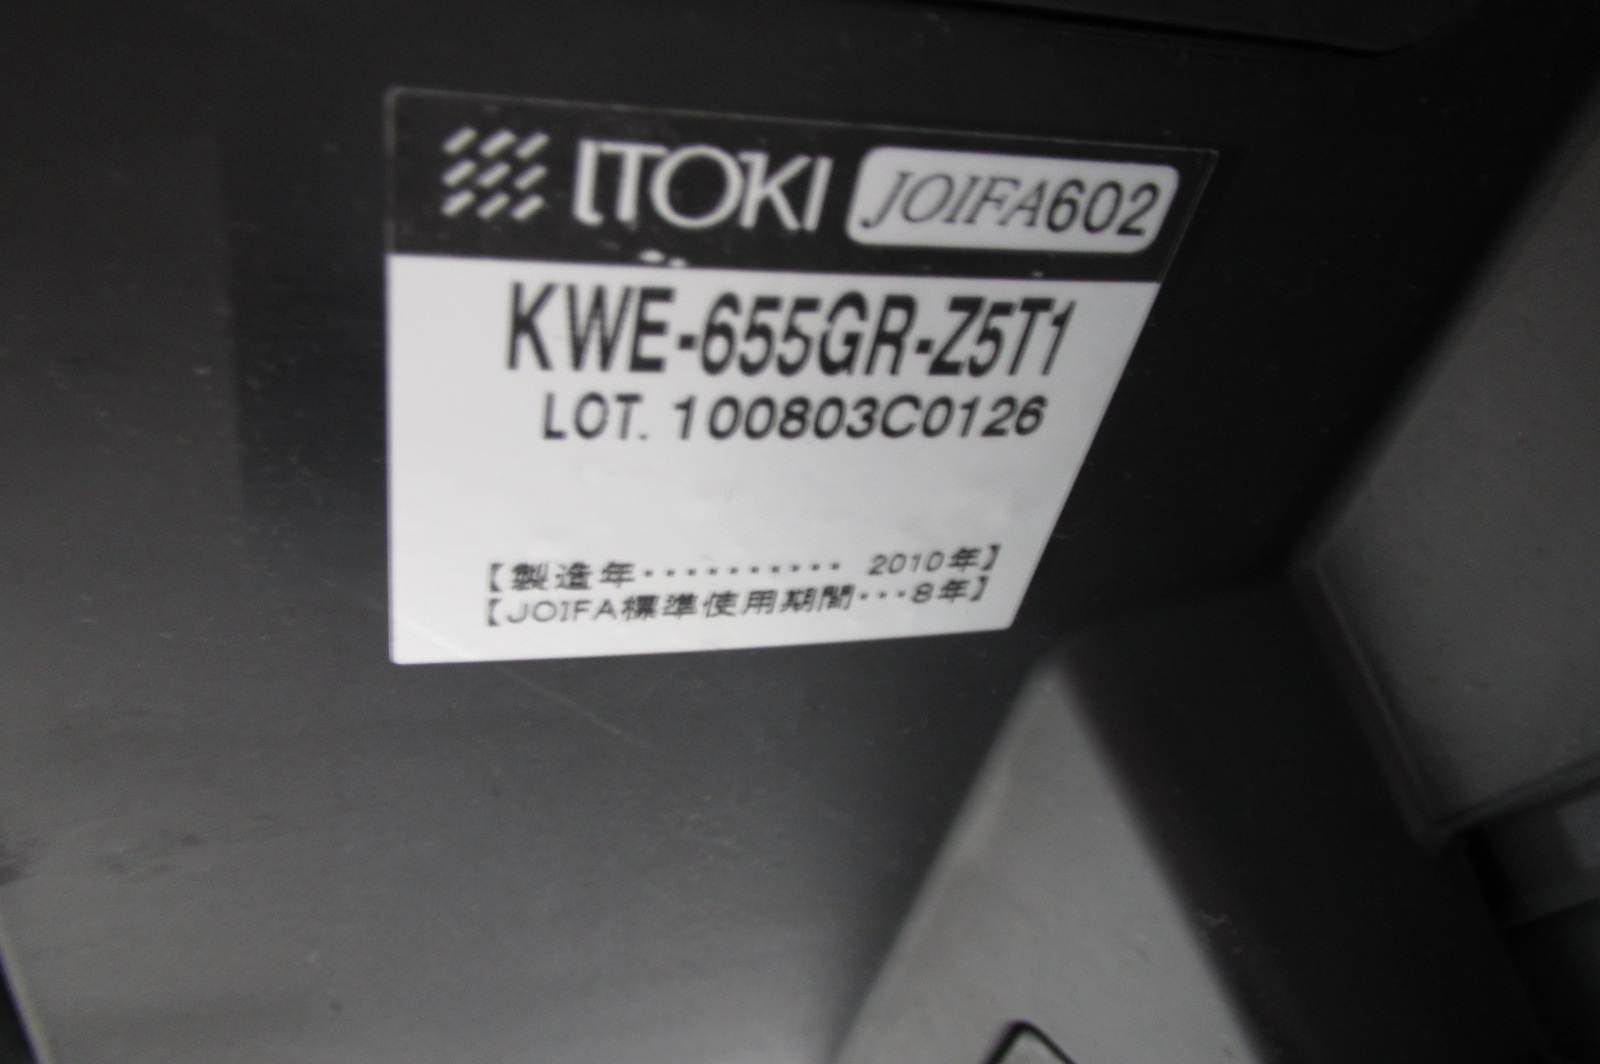 ITOKI JOIFA602
KWE-655GR-Z5T1
LOT. 100803C0126
【製造年・・・・・・・・・・ 2010年】
【JOIFA標準使用期間・・・8年】